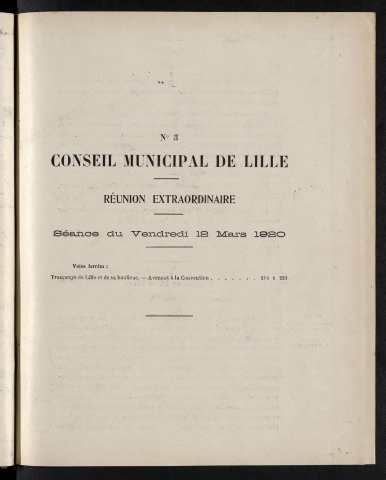 N° 3
CONSEIL MUNICIPAL DE LILLE
RÉUNION EXTRAORDINAIRE
Séance du Vendredi 12 Mars 1920
Voies ferrées :
Tramways de Lille et de sa banlieue. — Avenant à la Convention . . . . . . . 214 à 221